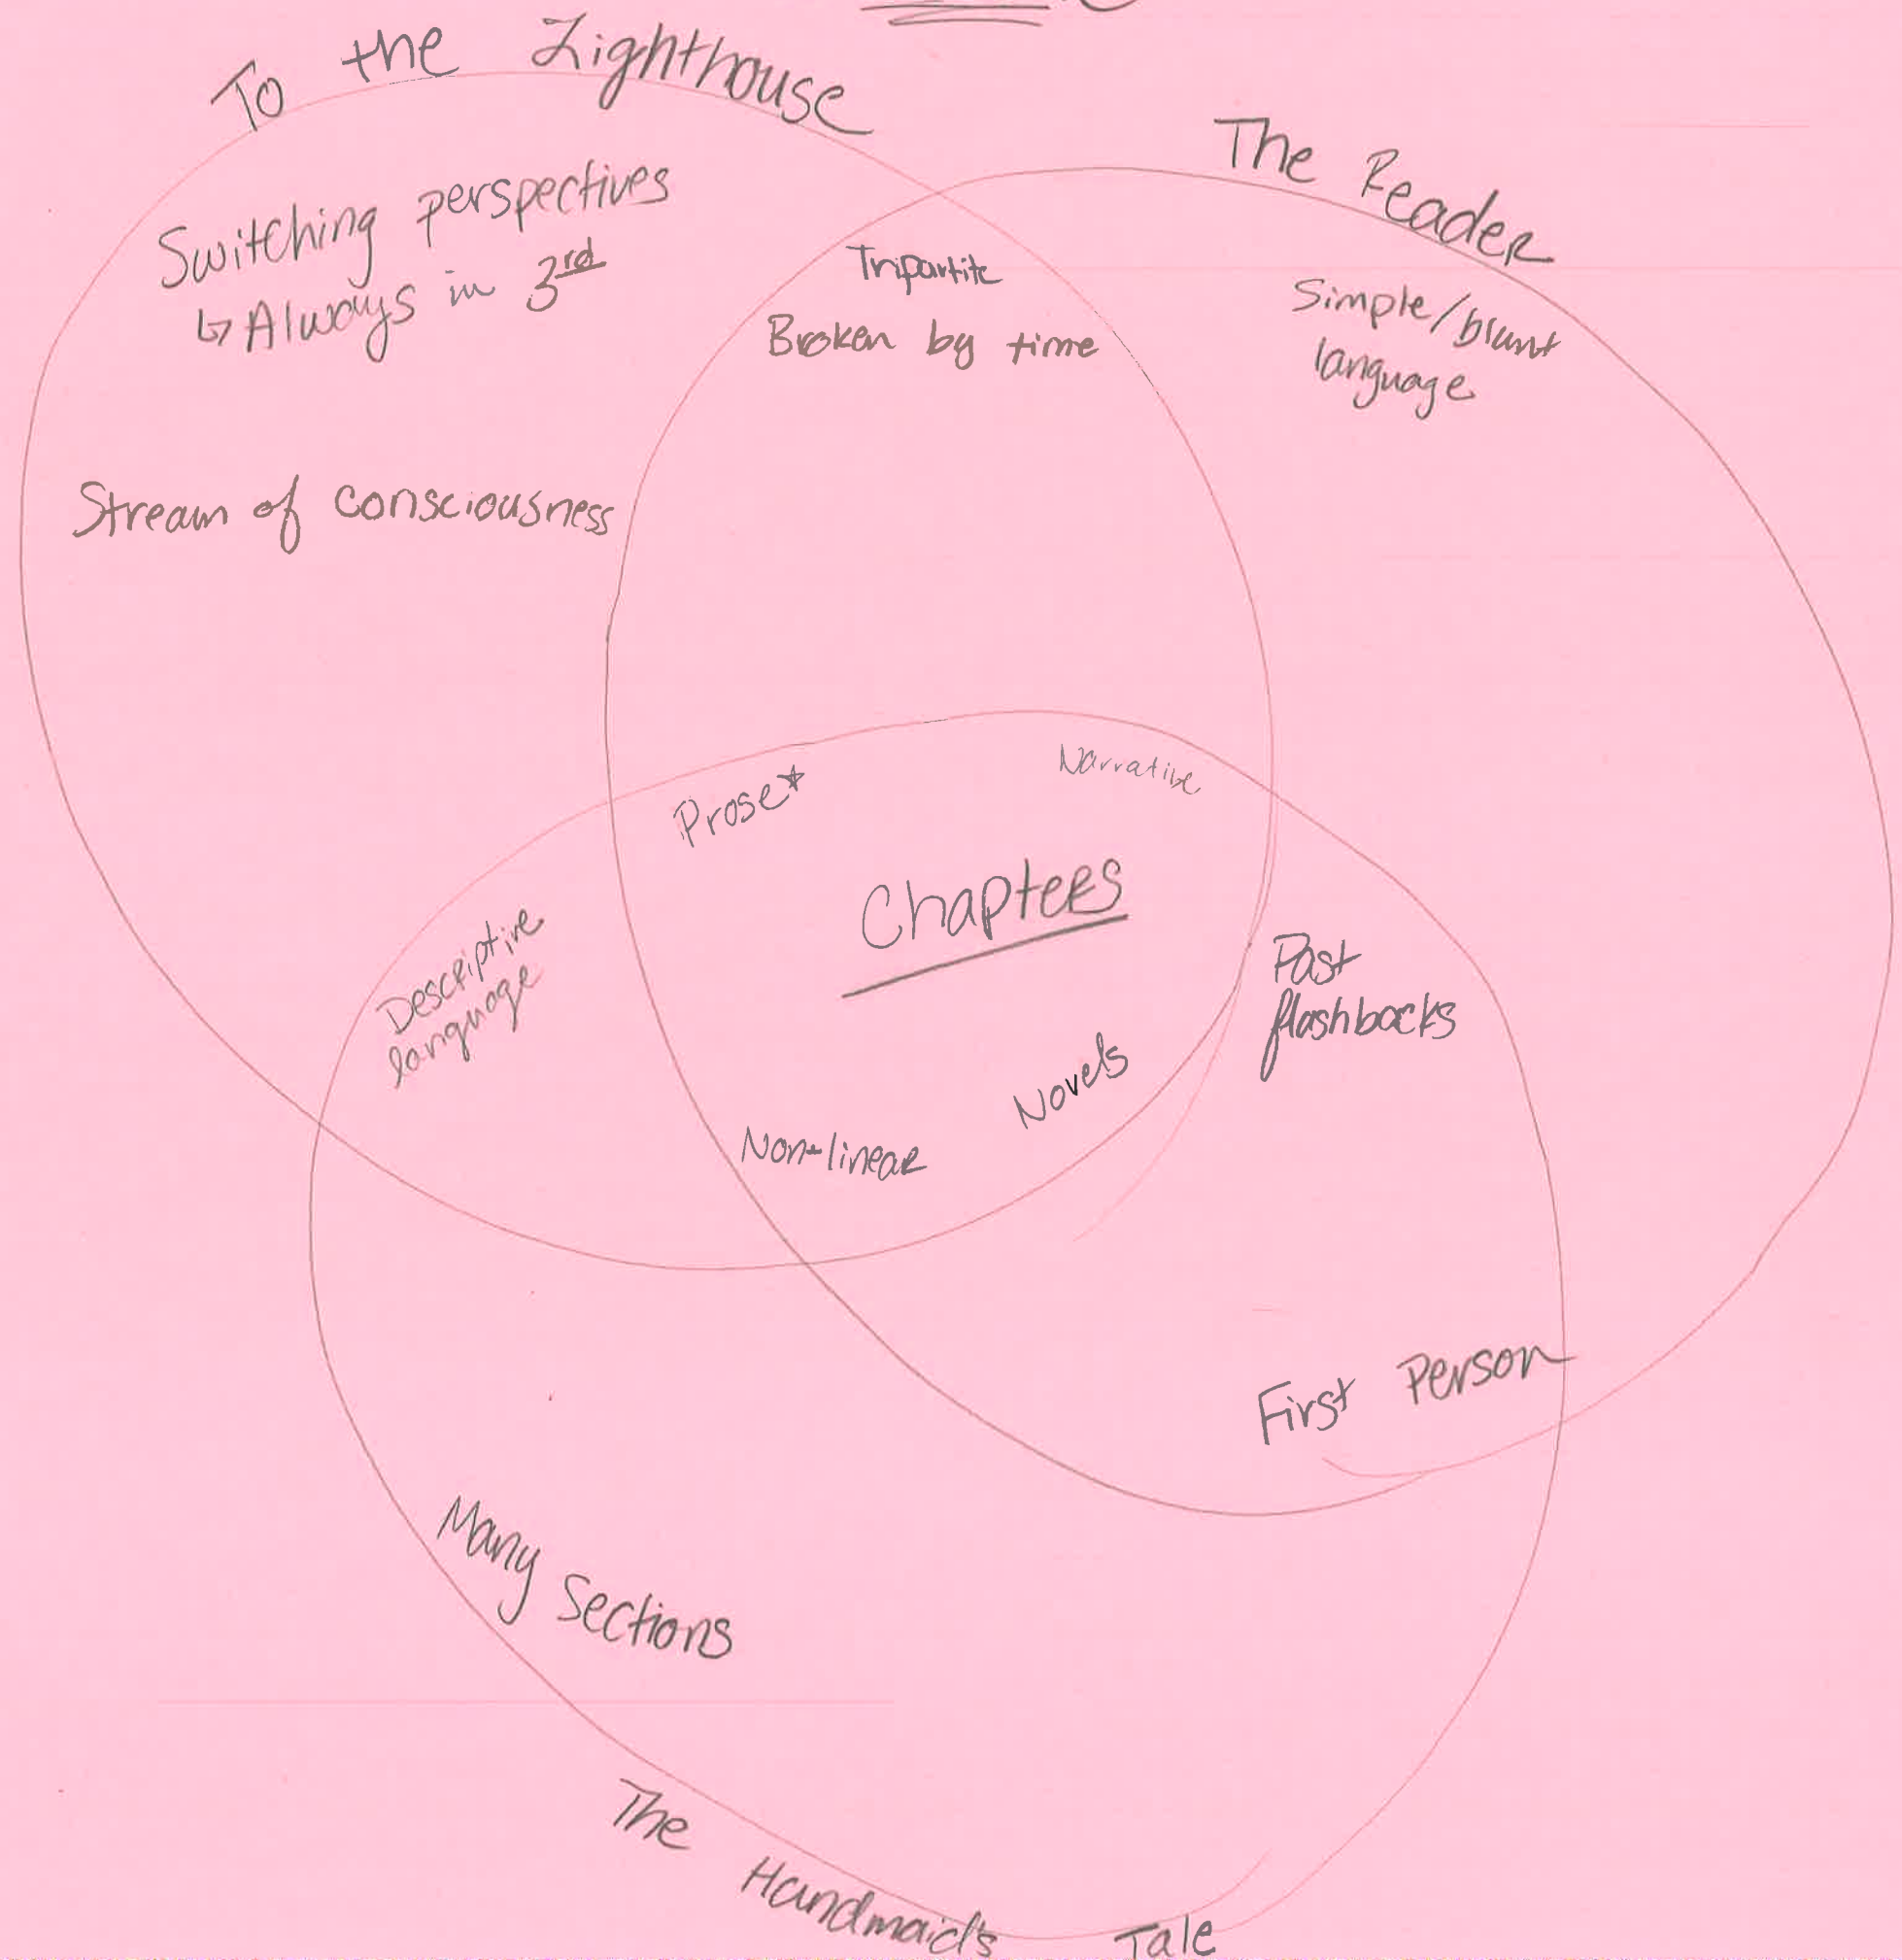 To the Lighthouse
The Reader
Switching perspectives
↳ Always in 3rd
Tripartite
Broken by time
Simple/blunt
language
Stream of consciousness
Narrative
Prose*
Chapters
Descriptive
language
Past
flashbacks
Novels
Non-linear
First Person
Many Sections
The Handmaid's Tale